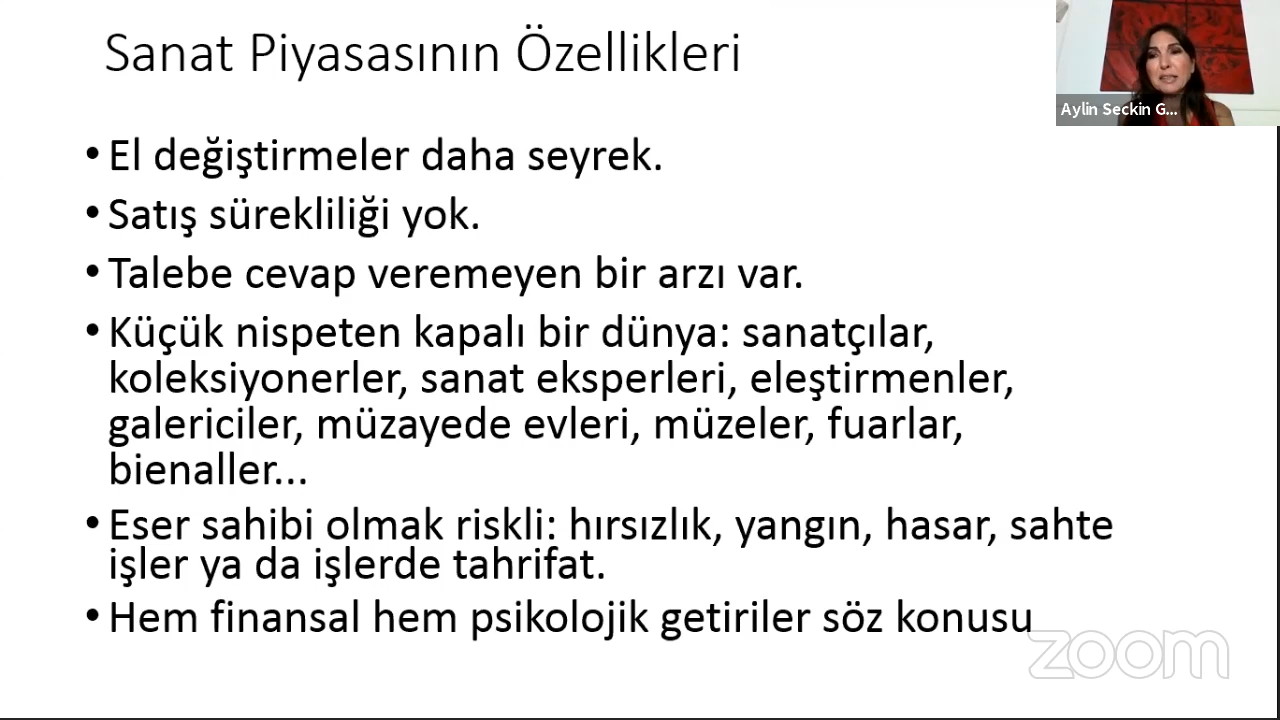 Sanat Piyasasının Özellikleri
Aylin Seckin G...
• El değiştirmeler daha seyrek.
• Satış sürekliliği yok.
• Talebe cevap veremeyen bir arzı var.
• Küçük nispeten kapalı bir dünya: sanatçılar,
koleksiyonerler, sanat eksperleri, eleştirmenler,
galericiler, müzayede evleri, müzeler, fuarlar,
bienaller...
• Eser sahibi olmak riskli: hırsızlık, yangın, hasar, sahte
işler ya da işlerde tahrifat.
• Hem finansal hem psikolojik getiriler söz konusu
zoom